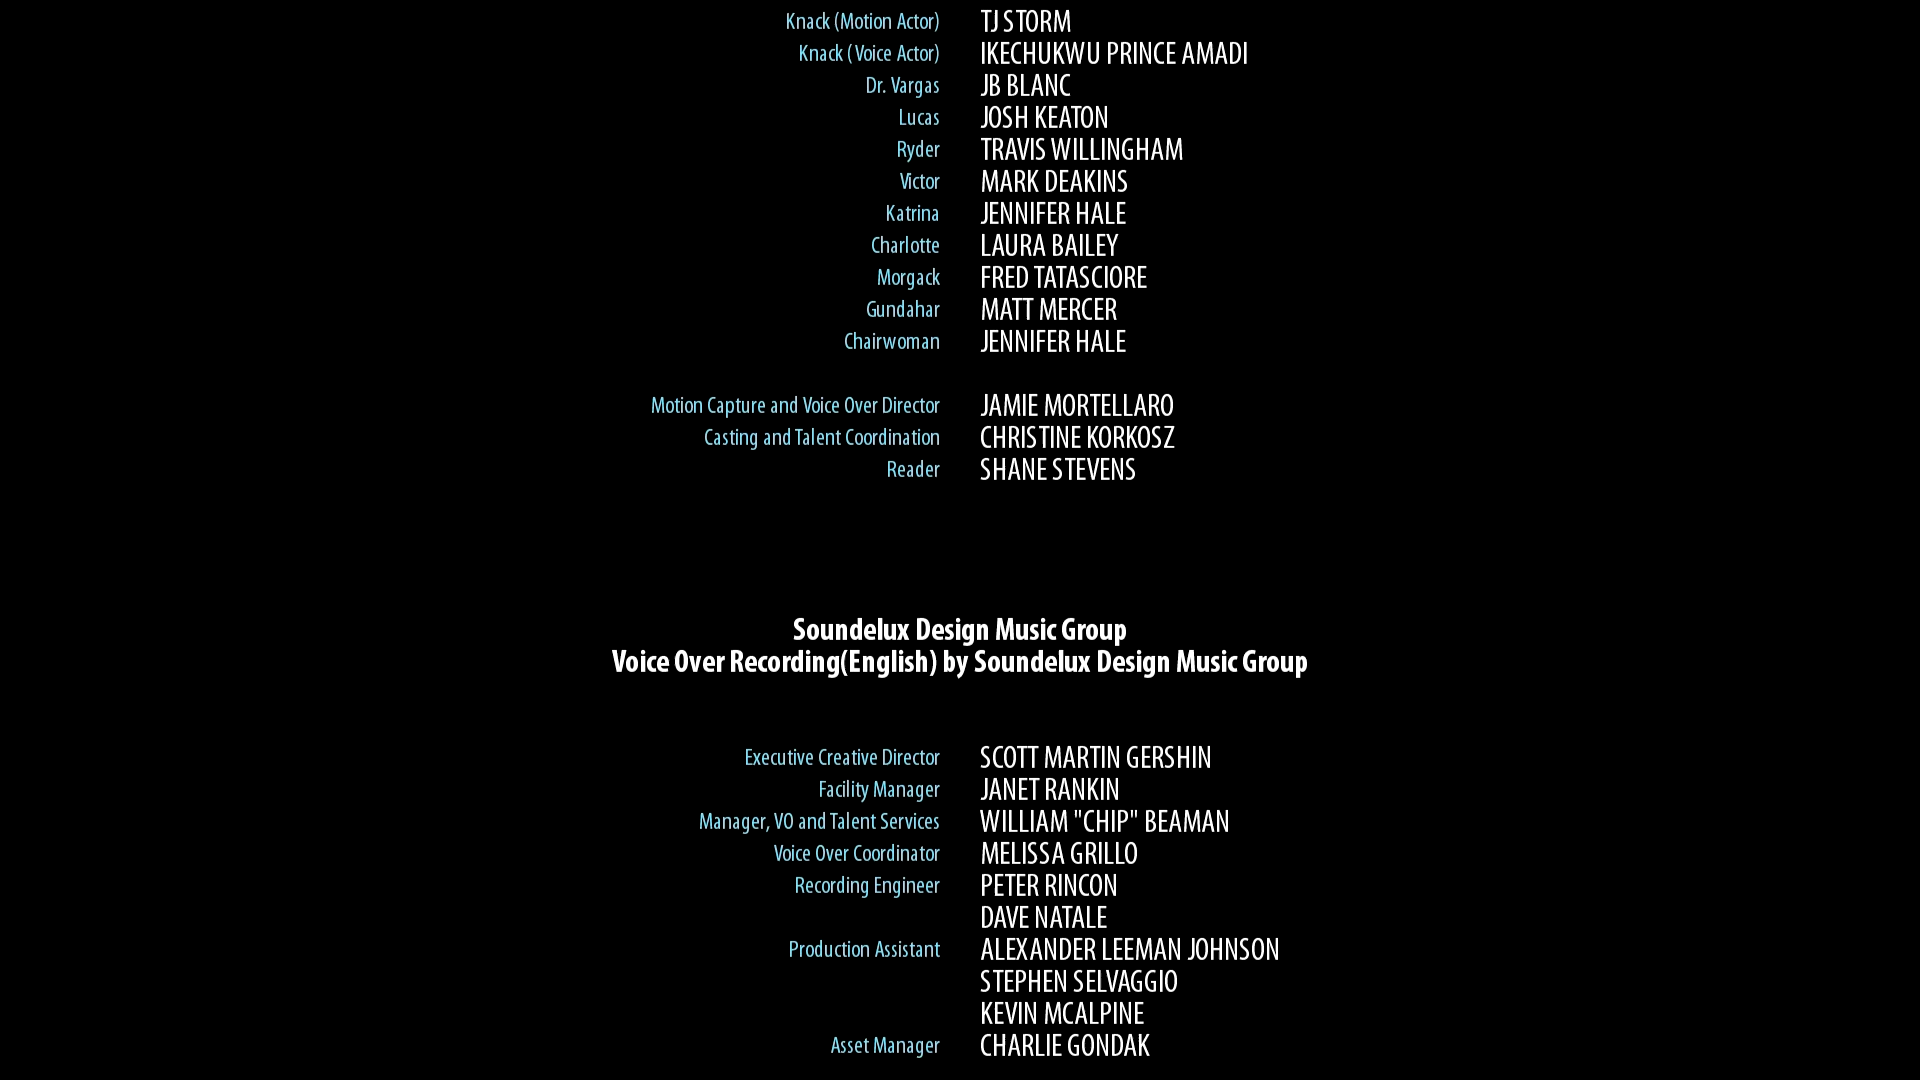 Knack (Motion Actor) TJ STORM
Knack ( Voice Actor) IKECHUKWU PRINCE AMADI
Dr. Vargas JB BLANC
Lucas JOSH KEATON
Ryder TRAVIS WILLINGHAM
Victor MARK DEAKINS
Katrina JENNIFER HALE
Charlotte LAURA BAILEY
Morgack FRED TATASCIORE
Gundahar MATT MERCER
Chairwoman JENNIFER HALE
Motion Capture and Voice Over Director JAMIE MORTELLARO
Casting and Talent Coordination CHRISTINE KORKOSZ
Reader SHANE STEVENS
Soundelux Design Music Group
Voice Over Recording(English) by Soundelux Design Music Group
Executive Creative Director SCOTT MARTIN GERSHIN
Facility Manager JANET RANKIN
Manager, VO and Talent Services WILLIAM "CHIP" BEAMAN
Voice Over Coordinator MELISSA GRILLO
Recording Engineer PETER RINCON
DAVE NATALE
Production Assistant ALEXANDER LEEMAN JOHNSON
STEPHEN SELVAGGIO
KEVIN MCALPINE
Asset Manager CHARLIE GONDAK